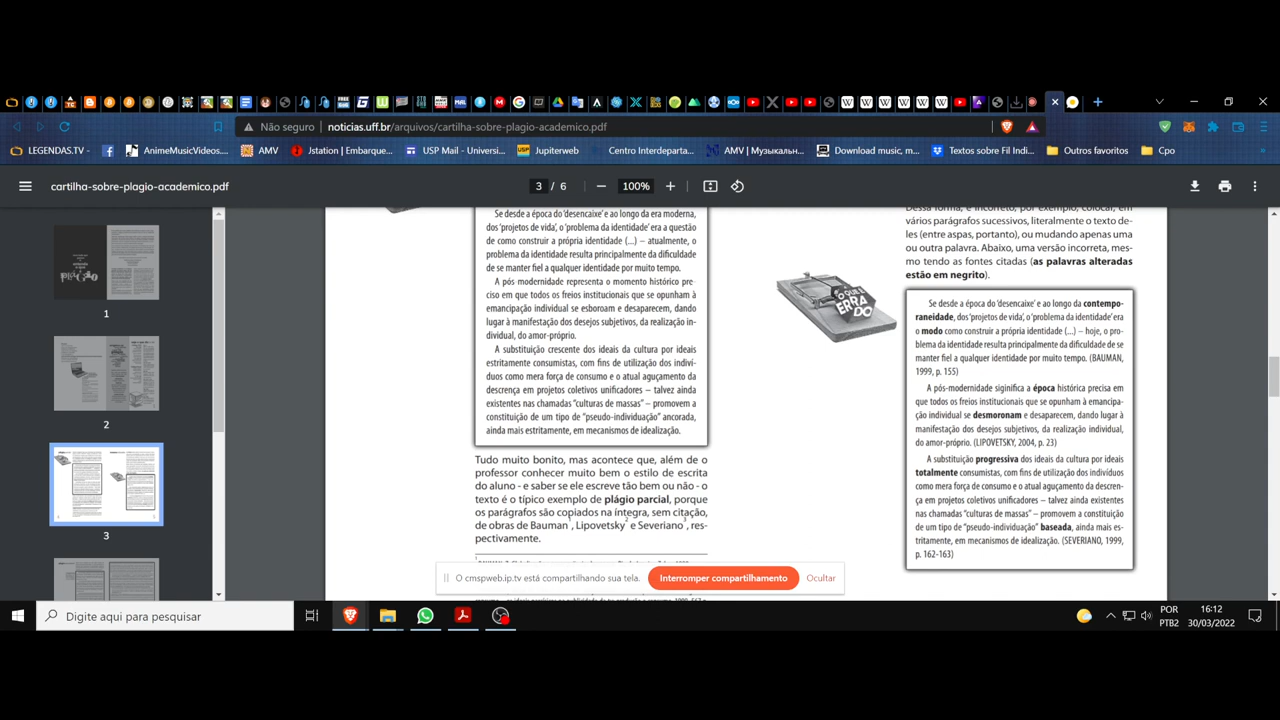 Não seguro
noticias.uff.br/arquivos/cartilha-sobre-plagio-academico.pdf
LEGENDAS.TV -
AnimeMusicVideos...
AMV
Jstation | Embarque...
USP Mail - Universi...
Jupiterweb
Centro Interdeparta...
AMV | Музыкальн...
Download music, m...
Textos sobre Fil Indi...
Outros favoritos
Cpo
cartilha-sobre-plagio-academico.pdf
3 / 6
100%
1
2
3
Se desde a época do ‘desencaixe’ e ao longo da era moderna,
dos ‘projetos de vida’, o ‘problema da identidade’ era a questão
de como construir a própria identidade (...) – atualmente, o
problema da identidade resulta principalmente da dificuldade
de se manter fiel a qualquer identidade por muito tempo.
A pós modernidade representa o momento histórico pre-
ciso em que todos os freios institucionais que se opunham à
emancipação individual se esboroam e desaparecem, dando
lugar à manifestação dos desejos subjetivos, da realização in-
dividual, do amor-próprio.
A substituição crescente dos ideais da cultura por ideais
estritamente consumistas, com fins de utilização dos indiví-
duos como mera força de consumo e o atual aguçamento da
descrença em projetos coletivos unificadores – talvez ainda
existentes nas chamadas “culturas de massas” – promovem a
constituição de um tipo de “pseudo-individuação” ancorada,
ainda mais estritamente, em mecanismos de idealização.
Tudo muito bonito, mas acontece que, além de o
professor conhecer muito bem o estilo de escrita
do aluno - e saber se ele escreve tão bem ou não - o
texto é o típico exemplo de plágio parcial, porque
os parágrafos são copiados na íntegra, sem citação,
de obras de Bauman1, Lipovetsky2 e Severiano3, res-
pectivamente.
1
Dessa forma, é incorreto, por exemplo, colocar, em
vários parágrafos sucessivos, literalmente o texto de-
les (entre aspas, portanto), ou mudando apenas uma
ou outra palavra. Abaixo, uma versão incorreta, mes-
mo tendo as fontes citadas (as palavras alteradas
estão em negrito).
O QUE É
ERRA
DO
Se desde a época do ‘desencaixe’ e ao longo da contempo-
raneidade, dos ‘projetos de vida’, o ‘problema da identidade’ era
o modo como construir a própria identidade (...) – hoje, o pro-
blema da identidade resulta principalmente da dificuldade de se
manter fiel a qualquer identidade por muito tempo. (BAUMAN,
1999, p. 155)
A pós-modernidade siginifica a época histórica precisa em
que todos os freios institucionais que se opunham à emancipa-
ção individual se desmoronam e desaparecem, dando lugar à
manifestação dos desejos subjetivos, da realização individual,
do amor-próprio. (LIPOVETSKY, 2004, p. 23)
A substituição progressiva dos ideais da cultura por ideais
totalmente consumistas, com fins de utilização dos indivíduos
como mera força de consumo e o atual aguçamento da descren-
ça em projetos coletivos unificadores – talvez ainda existentes
nas chamadas “culturas de massas” – promovem a constituição
de um tipo de “pseudo-individuação” baseada, ainda mais es-
tritamente, em mecanismos de idealização. (SEVERIANO, 1999,
p. 162-163)
O cmspweb.ip.tv está compartilhando sua tela.
Interromper compartilhamento
Ocultar
Digite aqui para pesquisar
POR
PTB2
16:12
30/03/2022